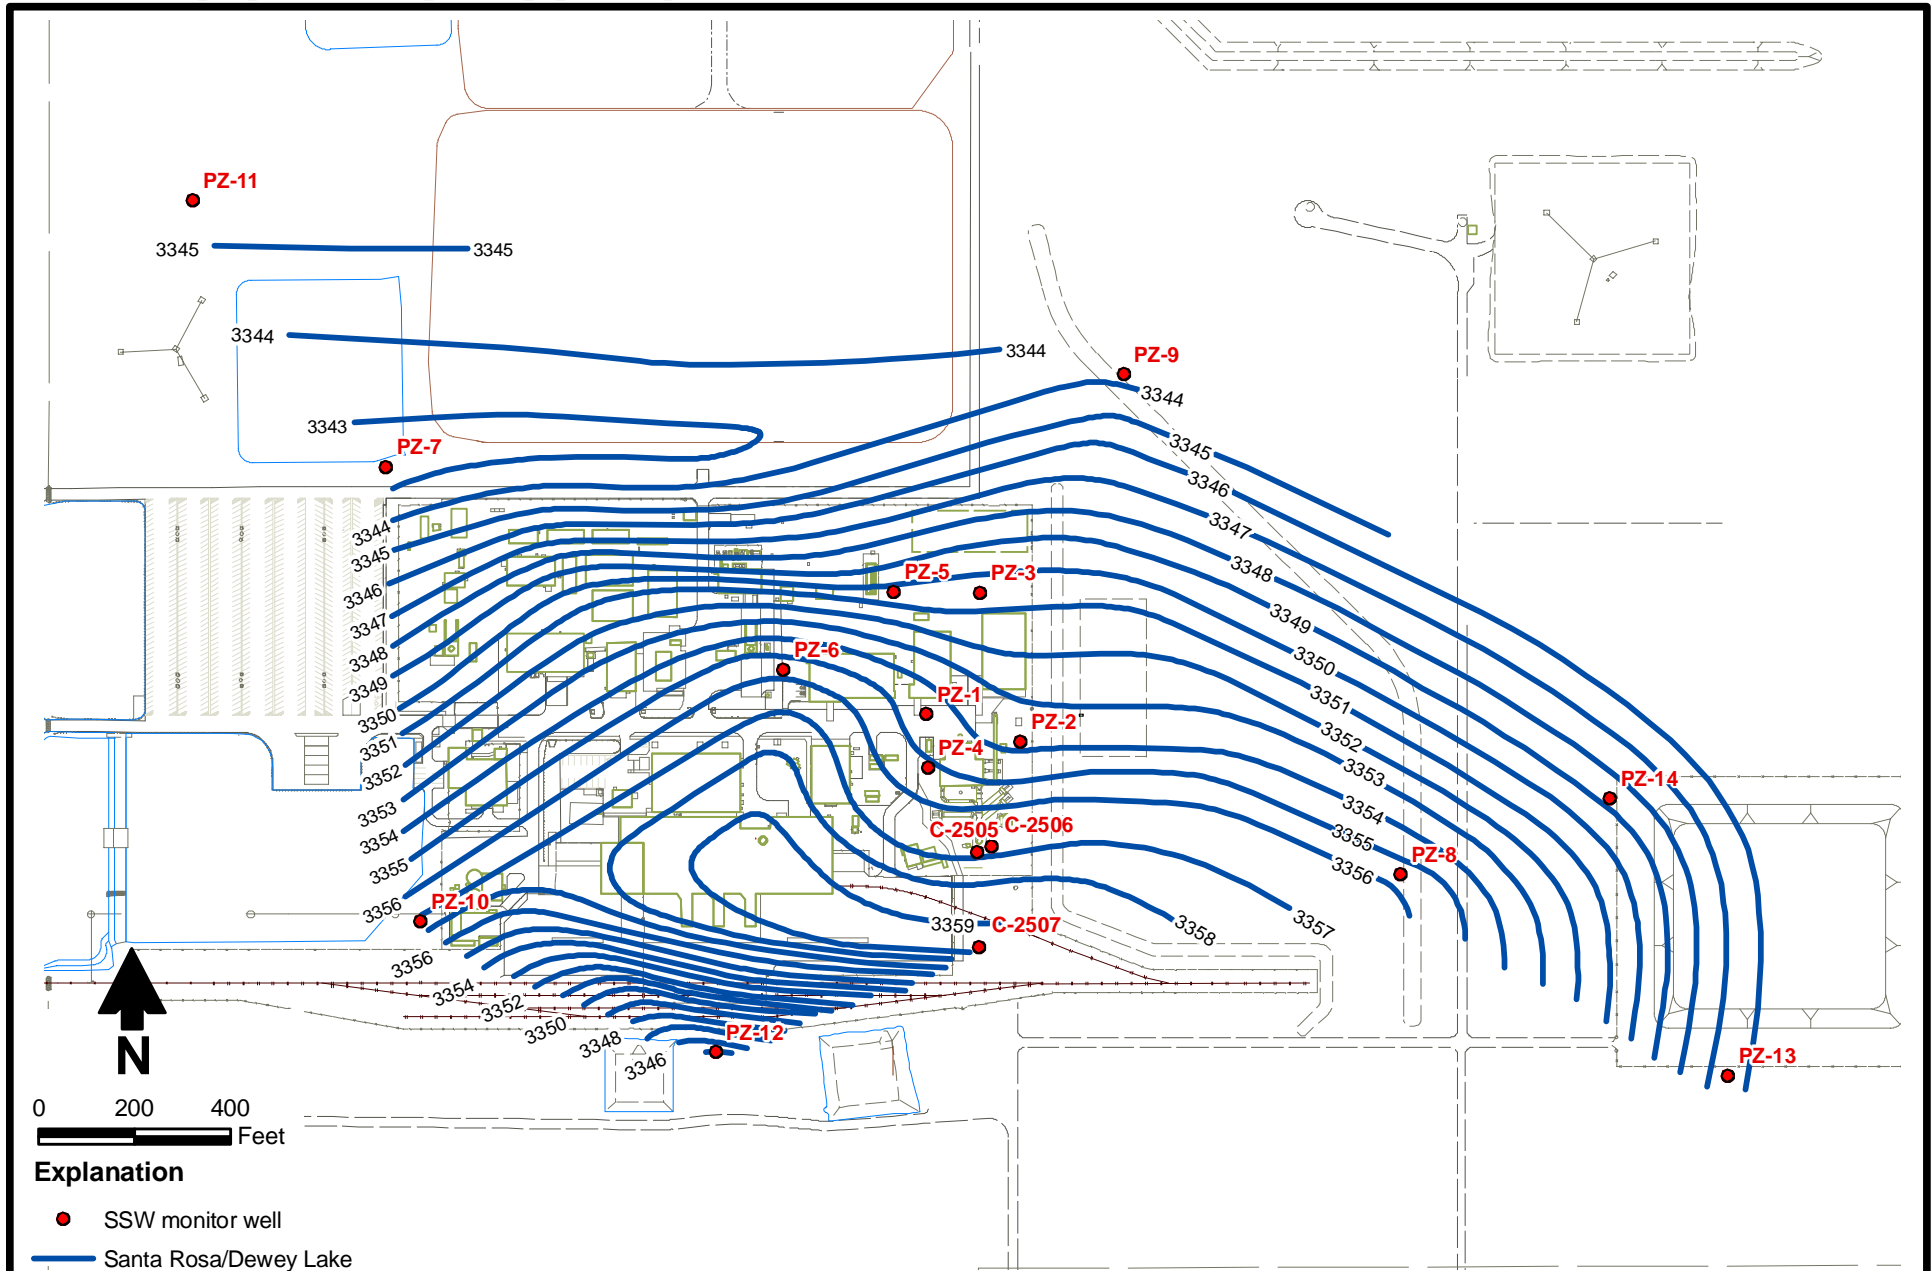 PZ-11
3345 3345
3344 3344
PZ-9
3344
3343
PZ-7
3345
3346
3347
3348
3349
3350
3351
3352
3353
3354
3355
3356
3344
3345
3346
3347
3348
3349
3350
3351
3352
3353
3354
3355
3356
PZ-5 PZ-3
PZ-6
PZ-1
PZ-2
PZ-4
PZ-14
C-2505 C-2506
PZ-8
PZ-10
3359 C-2507
3358
3357
3356
3354
3352
3350
3348
3346
PZ-12
PZ-13
N
0 200 400
Feet
Explanation
SSW monitor well
Santa Rosa/Dewey Lake